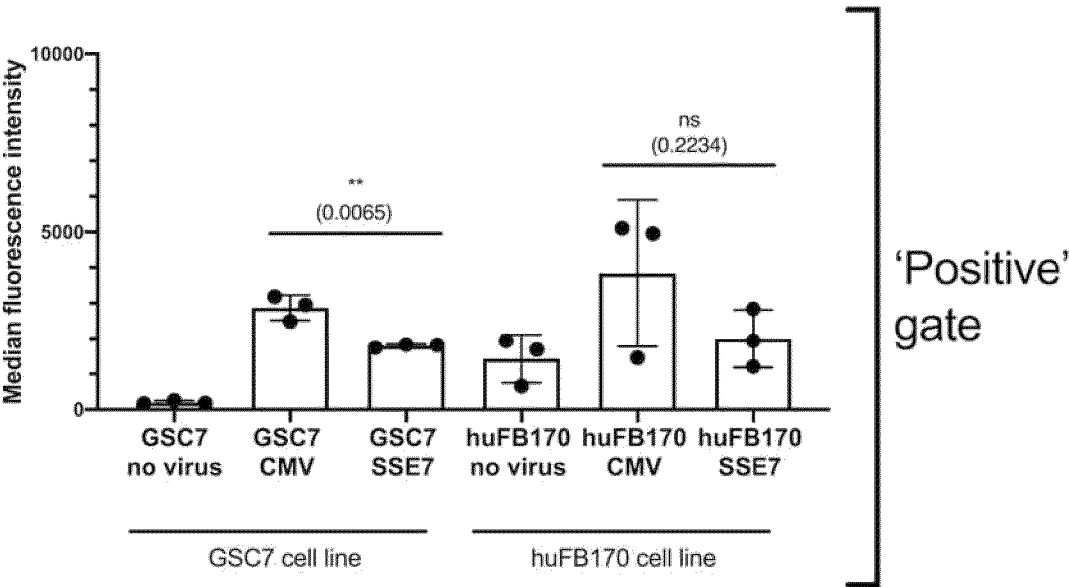 Median fluorescence intensity
10000
5000
0
**
(0.0065)
ns
(0.2234)
GSC7
no virus
GSC7
CMV
GSC7
SSE7
huFB170
no virus
huFB170
CMV
huFB170
SSE7
GSC7 cell line
huFB170 cell line
‘Positive’
gate